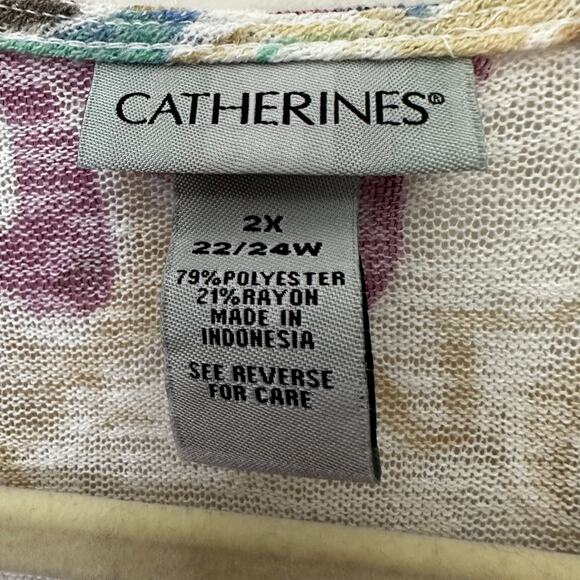 CATHERINES®
2X
22/24W
79%POLYESTER
21%RAYON
MADE IN
INDONESIA
SEE REVERSE
FOR CARE